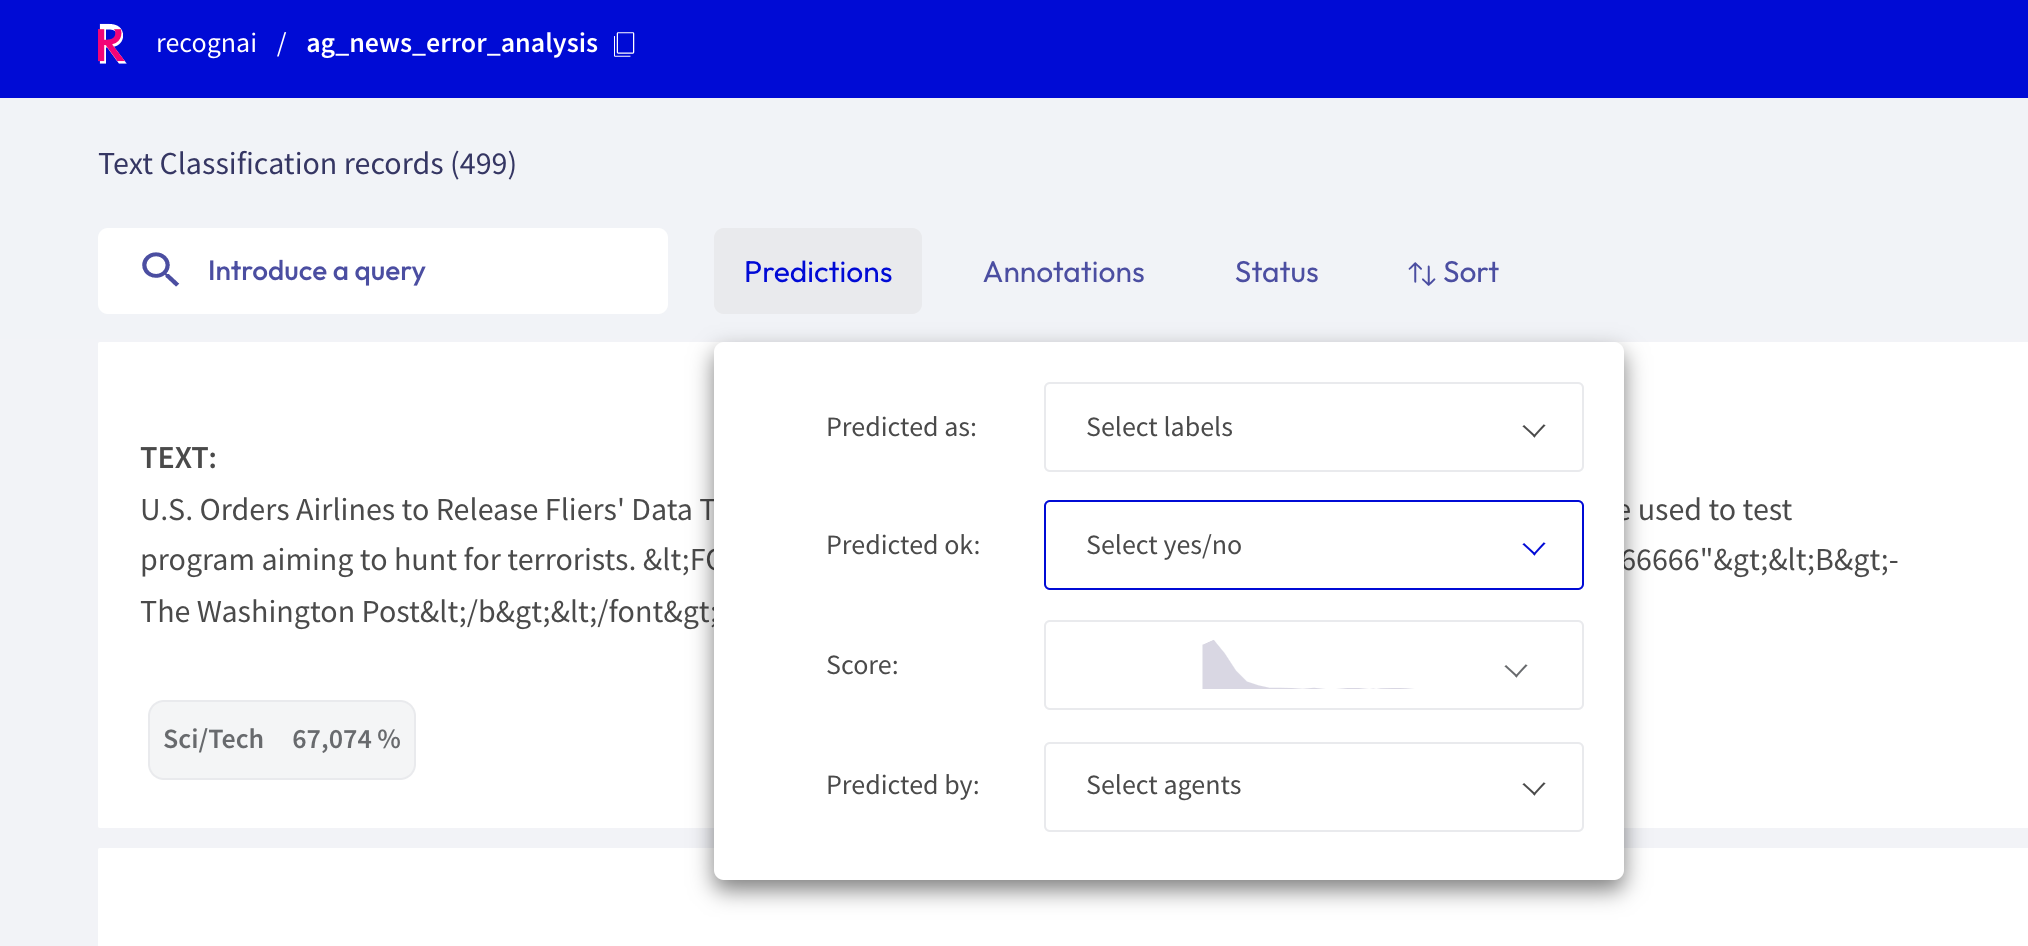 recognai / ag_news_error_analysis
Text Classification records (499)
Introduce a query
Predictions
Annotations
Status
Sort
Predicted as: Select labels
Predicted ok: Select yes/no
Score:
Predicted by: Select agents
TEXT:
U.S. Orders Airlines to Release Fliers' Data used to test
program aiming to hunt for terrorists. &lt;FO 66666"&gt;&lt;B&gt;-
The Washington Post&lt;/b&gt;&lt;/font&gt;
Sci/Tech 67,074 %